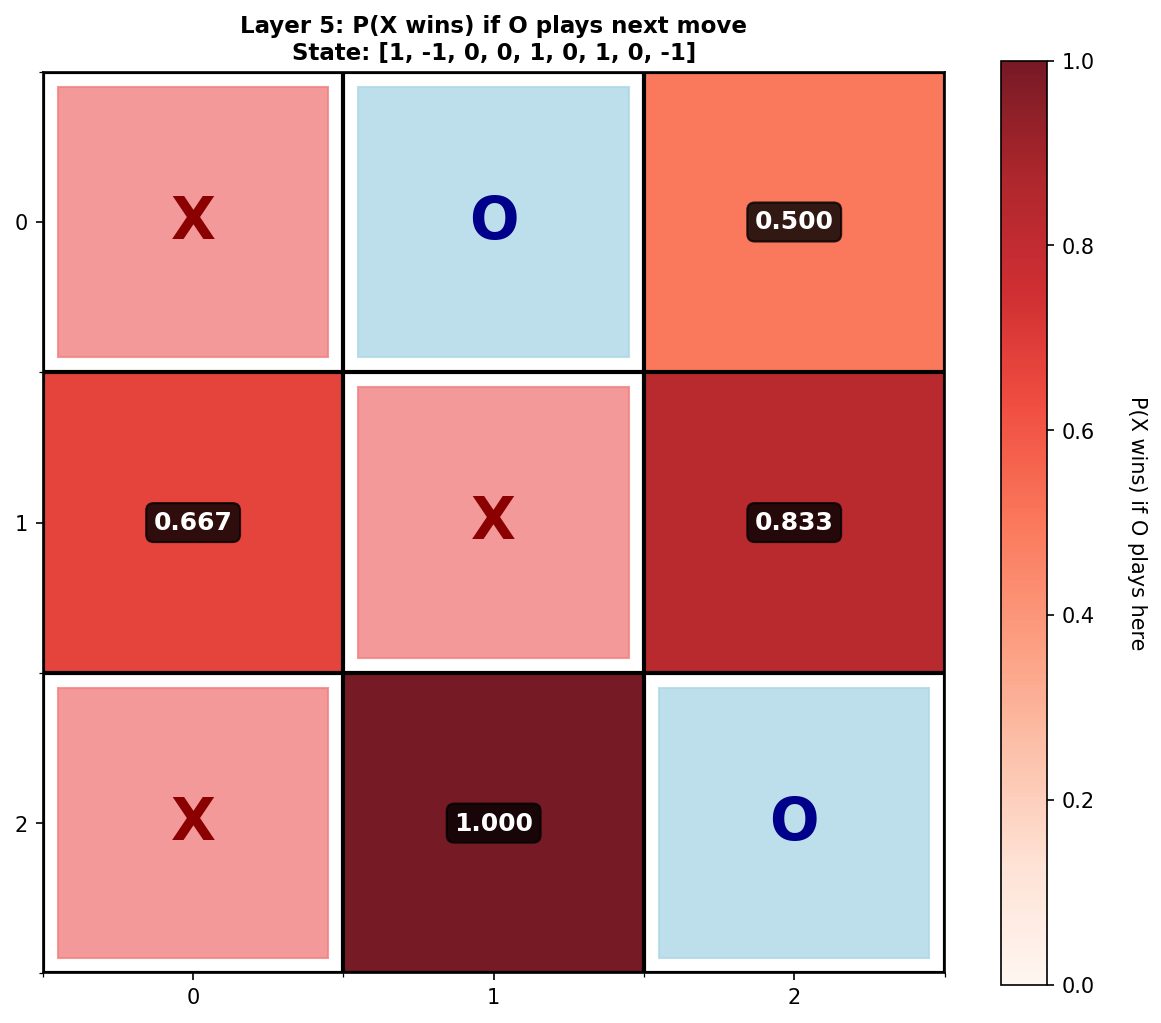 Layer 5: P(X wins) if O plays next move
State: [1, -1, 0, 0, 1, 0, 1, 0, -1]
X O 0.500
0.667 X 0.833
X 1.000 O
0
1
2
0 1 2
1.0
0.8
0.6
0.4
0.2
0.0
P(X wins) if O plays here